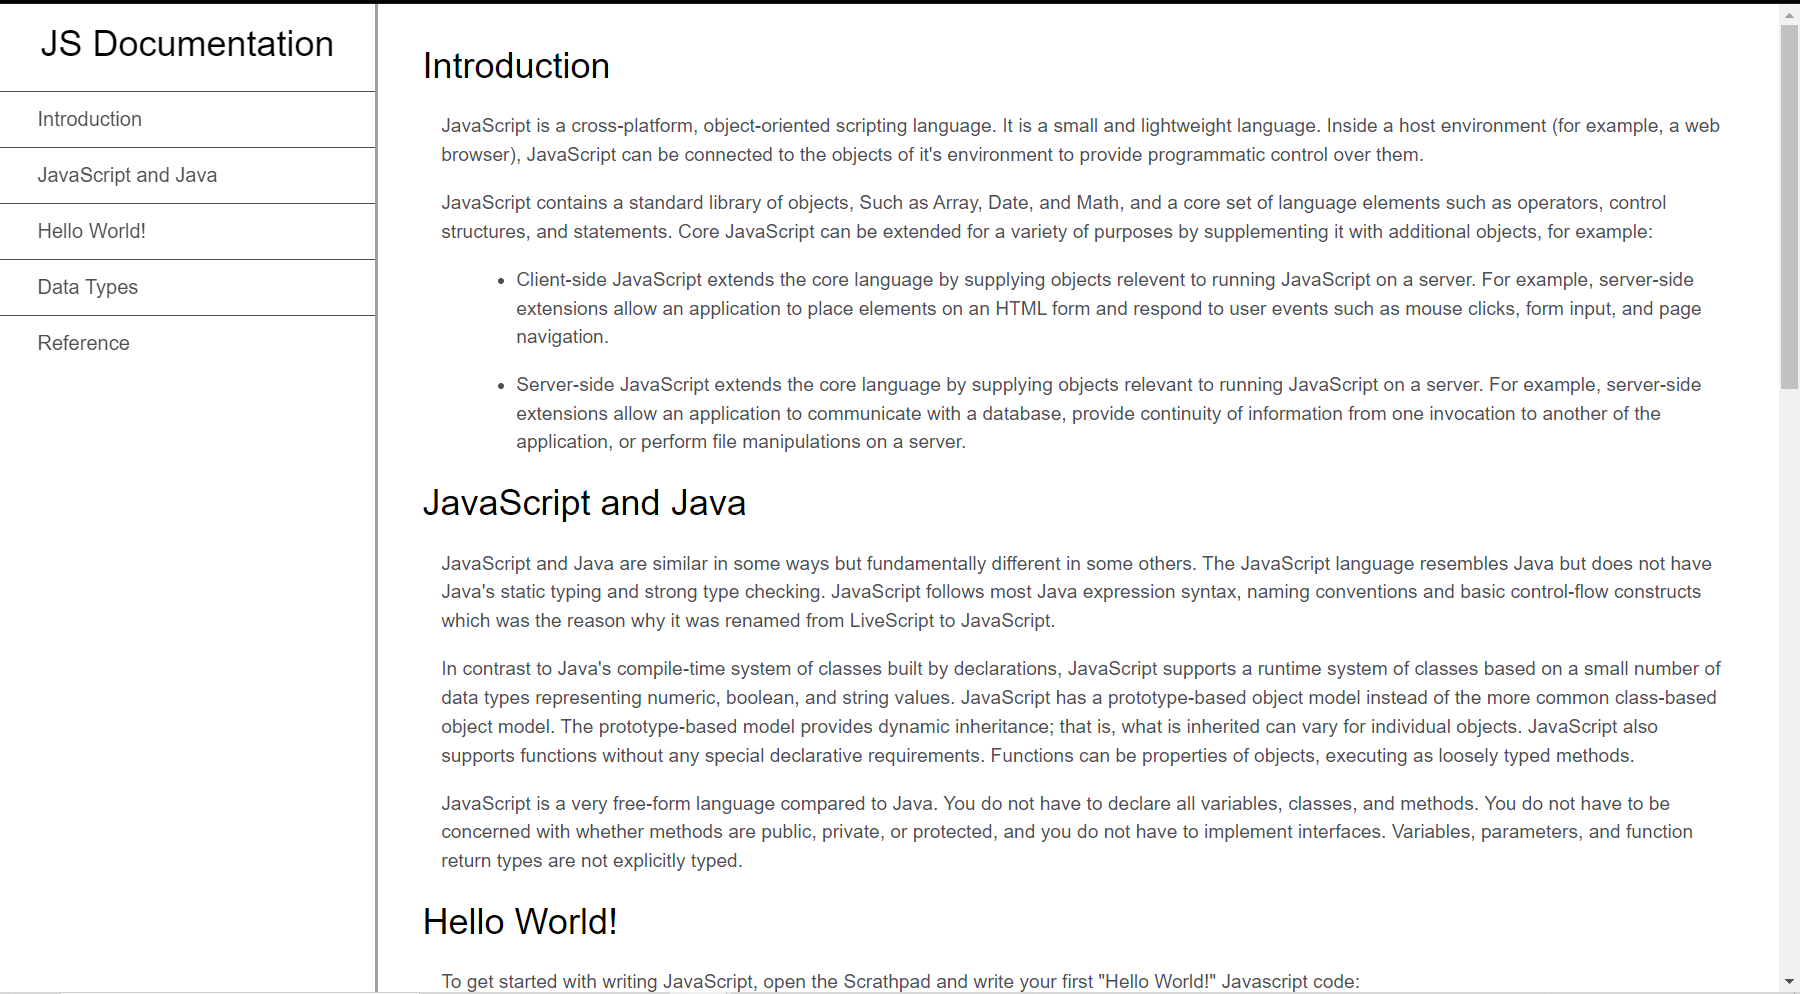 JS Documentation
Introduction
JavaScript and Java
Hello World!
Data Types
Reference
Introduction
JavaScript is a cross-platform, object-oriented scripting language. It is a small and lightweight language. Inside a host environment (for example, a web
browser), JavaScript can be connected to the objects of it's environment to provide programmatic control over them.
JavaScript contains a standard library of objects, Such as Array, Date, and Math, and a core set of language elements such as operators, control
structures, and statements. Core JavaScript can be extended for a variety of purposes by supplementing it with additional objects, for example:
• Client-side JavaScript extends the core language by supplying objects relevent to running JavaScript on a server. For example, server-side
extensions allow an application to place elements on an HTML form and respond to user events such as mouse clicks, form input, and page
navigation.
• Server-side JavaScript extends the core language by supplying objects relevant to running JavaScript on a server. For example, server-side
extensions allow an application to communicate with a database, provide continuity of information from one invocation to another of the
application, or perform file manipulations on a server.
JavaScript and Java
JavaScript and Java are similar in some ways but fundamentally different in some others. The JavaScript language resembles Java but does not have
Java's static typing and strong type checking. JavaScript follows most Java expression syntax, naming conventions and basic control-flow constructs
which was the reason why it was renamed from LiveScript to JavaScript.
In contrast to Java's compile-time system of classes built by declarations, JavaScript supports a runtime system of classes based on a small number of
data types representing numeric, boolean, and string values. JavaScript has a prototype-based object model instead of the more common class-based
object model. The prototype-based model provides dynamic inheritance; that is, what is inherited can vary for individual objects. JavaScript also
supports functions without any special declarative requirements. Functions can be properties of objects, executing as loosely typed methods.
JavaScript is a very free-form language compared to Java. You do not have to declare all variables, classes, and methods. You do not have to be
concerned with whether methods are public, private, or protected, and you do not have to implement interfaces. Variables, parameters, and function
return types are not explicitly typed.
Hello World!
To get started with writing JavaScript, open the Scrathpad and write your first "Hello World!" Javascript code: